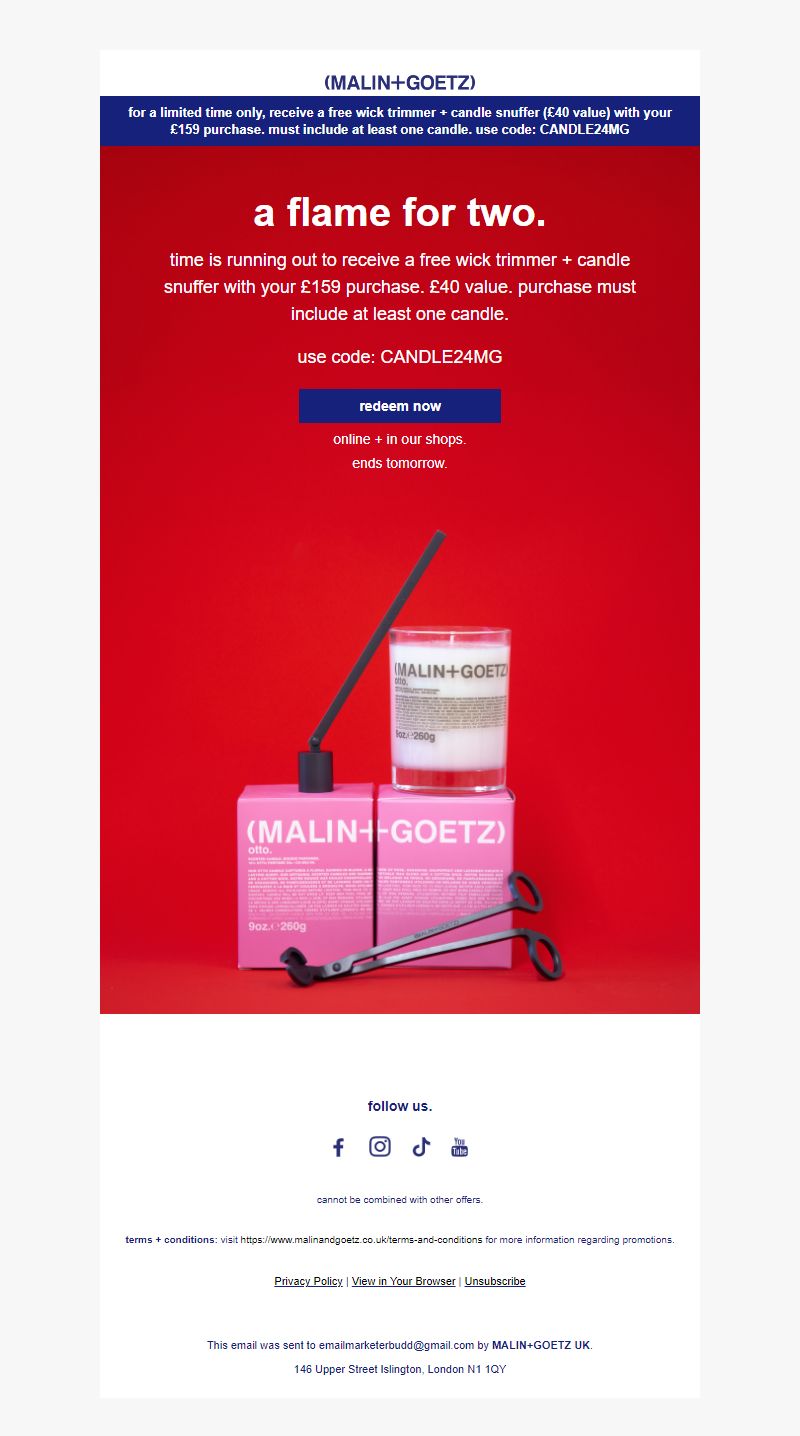 (MALIN+GOETZ)
for a limited time only, receive a free wick trimmer + candle snuffer (£40 value) with your
£159 purchase. must include at least one candle. use code: CANDLE24MG
a flame for two.
time is running out to receive a free wick trimmer + candle
snuffer with your £159 purchase. £40 value. purchase must
include at least one candle.
use code: CANDLE24MG
redeem now
online + in our shops.
ends tomorrow.
(MALIN+GOETZ)
otto.
9oz.℮260g
(MALIN+GOETZ)
otto.
9oz.℮260g
(MALIN+GOETZ)
follow us.
You
Tube
cannot be combined with other offers.
terms + conditions: visit https://www.malinandgoetz.co.uk/terms-and-conditions for more information regarding promotions.
Privacy Policy | View in Your Browser | Unsubscribe
This email was sent to emailmarketerbudd@gmail.com by MALIN+GOETZ UK.
146 Upper Street Islington, London N1 1QY